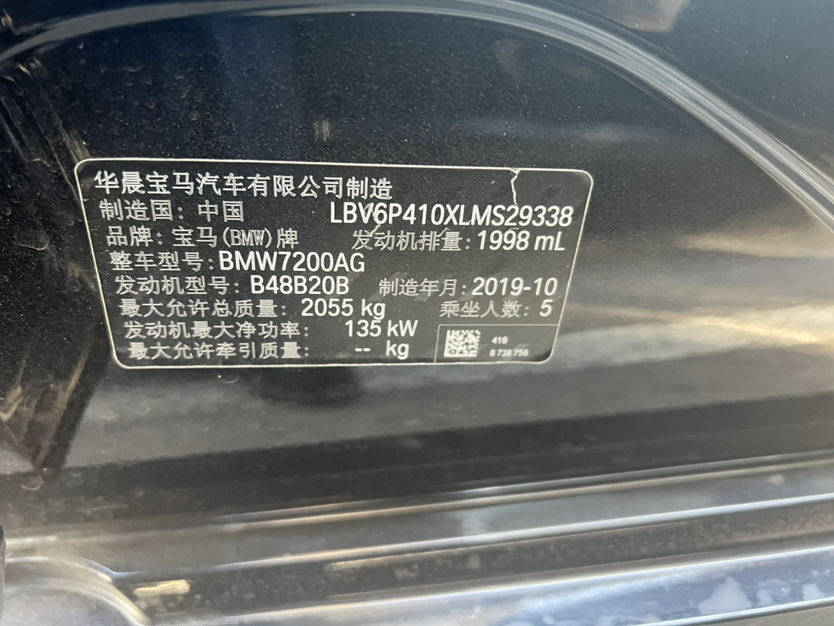 华晨宝马汽车有限公司制造
制造国：中国 LBV6P410XLMS29338
品牌：宝马(BMW)牌 发动机排量：1998 mL
整车型号：BMW7200AG
发动机型号：B48B20B 制造年月：2019-10
最大允许总质量：2055 kg 乘坐人数：5
发动机最大净功率：135 kW
最大允许牵引质量：-- kg
416
8 738 756